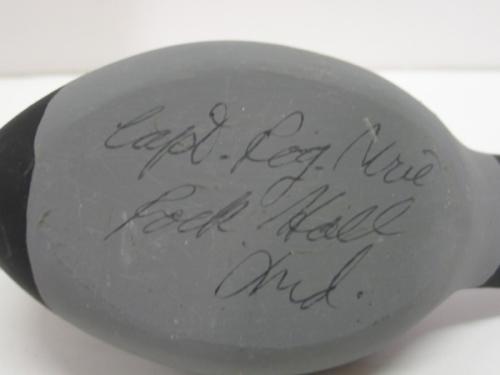 Capt. Rog. Urie
Rock Hall
Md.